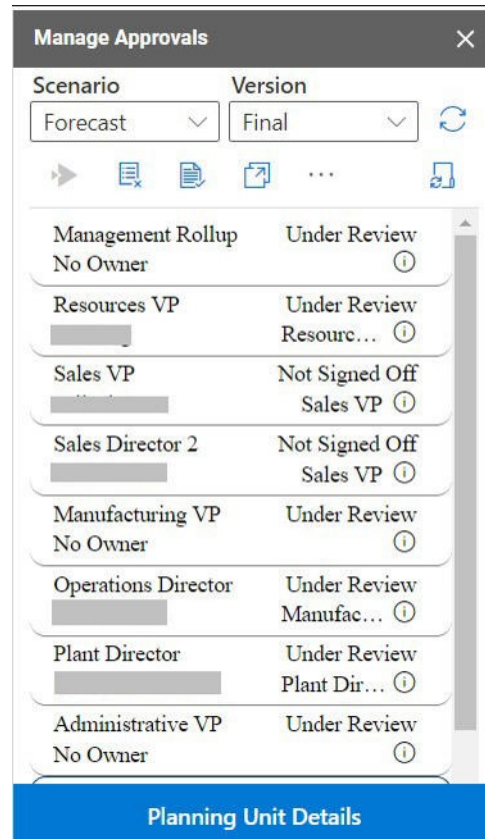 Manage Approvals
Scenario Version
Forecast Final
Management Rollup Under Review
No Owner
Resources VP Under Review
Resourc...
Sales VP Not Signed Off
Sales VP
Sales Director 2 Not Signed Off
Sales VP
Manufacturing VP Under Review
No Owner
Operations Director Under Review
Manufac...
Plant Director Under Review
Plant Dir...
Administrative VP Under Review
No Owner
Planning Unit Details